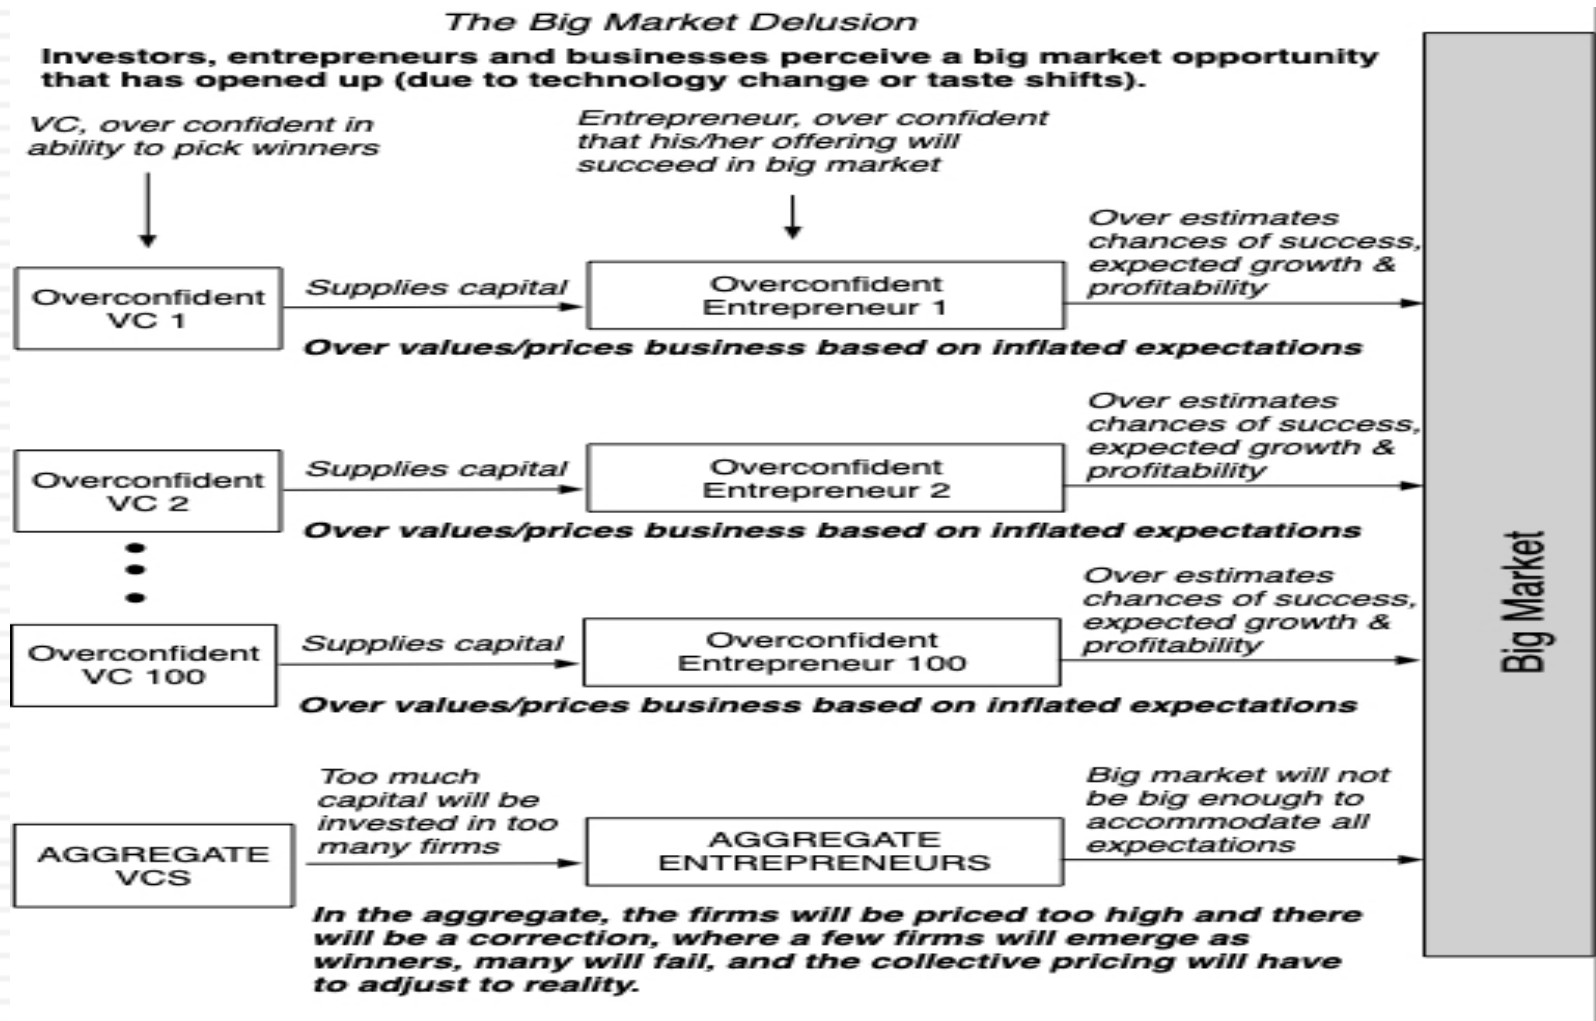 The Big Market Delusion
Investors, entrepreneurs and businesses perceive a big market opportunity
that has opened up (due to technology change or taste shifts).
VC, over confident in
ability to pick winners
Entrepreneur, over confident
that his/her offering will
succeed in big market
Overconfident
VC 1
Supplies capital
Overconfident
Entrepreneur 1
Over estimates
chances of success,
expected growth &
profitability
Over values/prices business based on inflated expectations
Overconfident
VC 2
Supplies capital
Overconfident
Entrepreneur 2
Over estimates
chances of success,
expected growth &
profitability
Over values/prices business based on inflated expectations
Overconfident
VC 100
Supplies capital
Overconfident
Entrepreneur 100
Over estimates
chances of success,
expected growth &
profitability
Over values/prices business based on inflated expectations
AGGREGATE
VCS
Too much
capital will be
invested in too
many firms
AGGREGATE
ENTREPRENEURS
Big market will not
be big enough to
accommodate all
expectations
In the aggregate, the firms will be priced too high and there
will be a correction, where a few firms will emerge as
winners, many will fail, and the collective pricing will have
to adjust to reality.
Big Market